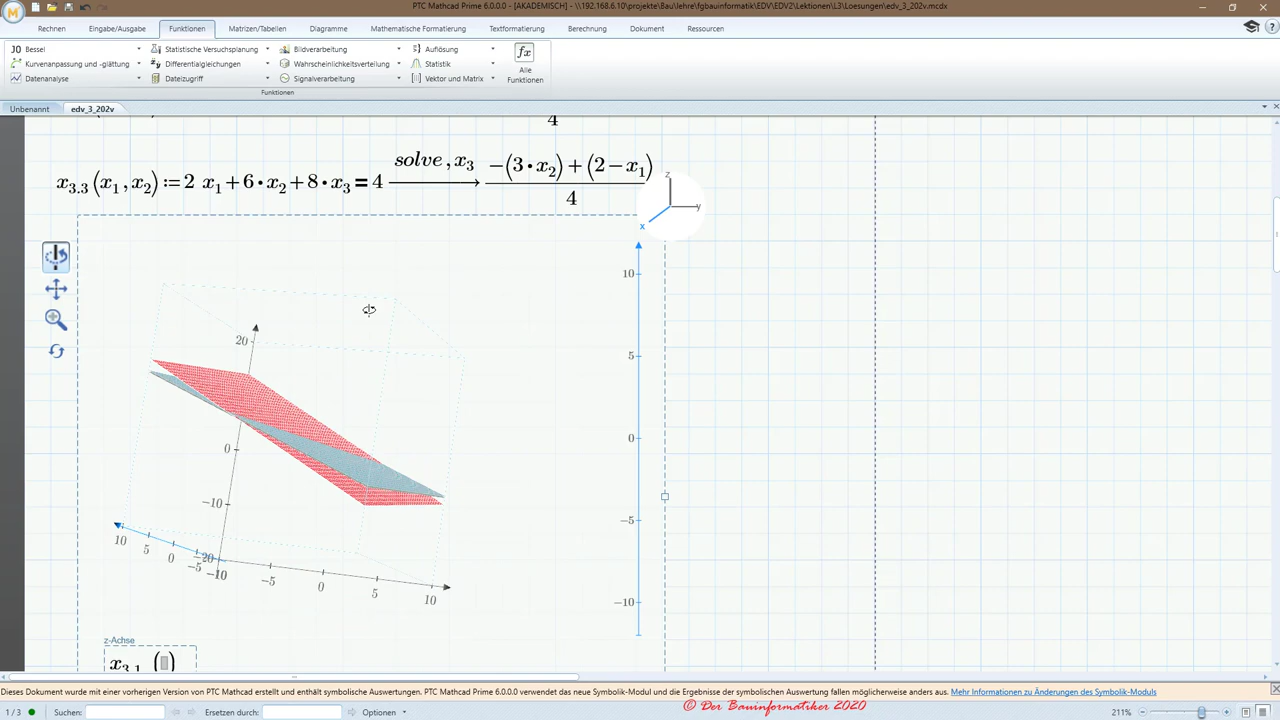 PTC Mathcad Prime 6.0.0.0 - [AKADEMISCH] \\192.168.6.10\projekte\Bau\lehre\fgbauinformatik\EDV\EDV2\Lektionen\L3\Loesungen\edv_3_202v.mcdx
Rechnen Eingabe/Ausgabe Funktionen Matrizen/Tabellen Diagramme Mathematische Formatierung Textformatierung Berechnung Dokument Ressourcen
Bessel Statistische Versuchsplanung Bildverarbeitung Auflösung
Kurvenanpassung und -glättung Differentialgleichungen Wahrscheinlichkeitsverteilung Statistik
Datenanalyse Dateizugriff Signalverarbeitung Vektor und Matrix
fx
Alle
Funktionen
Funktionen
Unbenannt edv_3_202v
4
x3.3(x1,x2):=2 x1+6•x2+8•x3=4 solve,x3 → −(3•x2)+(2−x1)
4
z
y
x
10
5
0
−5
−10
20
0
−10
−20
10 5 0 −5 −10
−10 −5 0 5 10
z-Achse
x3.1 ()
Dieses Dokument wurde mit einer vorherigen Version von PTC Mathcad erstellt und enthält symbolische Auswertungen. PTC Mathcad Prime 6.0.0.0 verwendet das neue Symbolik-Modul und die Ergebnisse der symbolischen Auswertung fallen möglicherweise anders aus. Mehr Informationen zu Änderungen des Symbolik-Moduls
1 / 3 Suchen: Ersetzen durch: Optionen 211%
© Der Bauinformatiker 2020